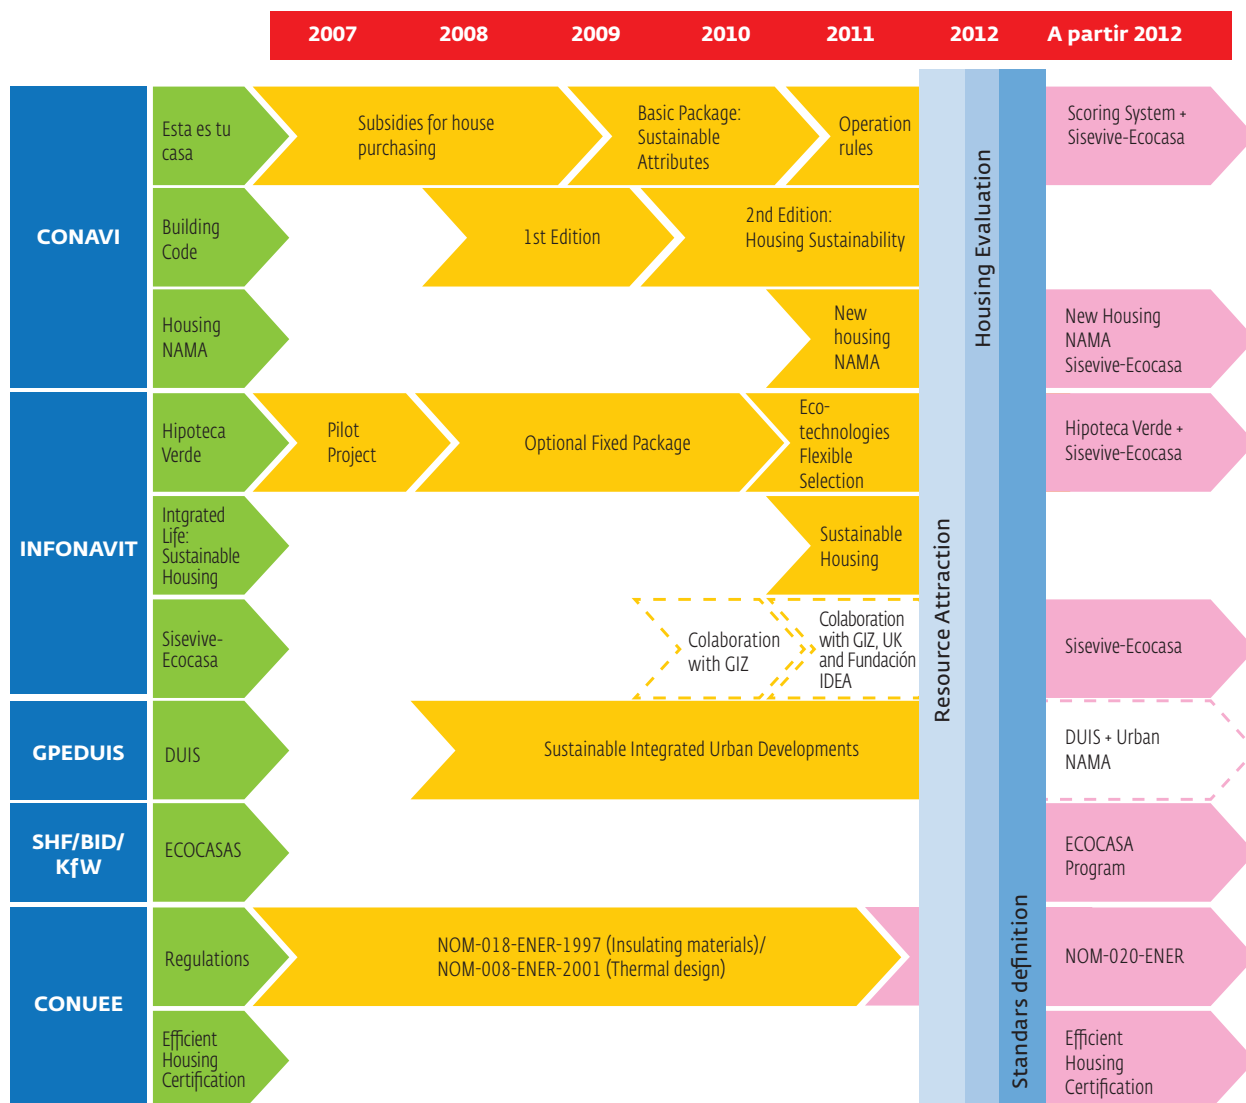 2007 2008 2009 2010 2011 2012 A partir 2012
CONAVI
Esta es tu
casa
Subsidies for house
purchasing
Basic Package:
Sustainable
Attributes
Operation
rules
Scoring System +
Sisevive-Ecocasa
Building
Code
1st Edition
2nd Edition:
Housing Sustainability
Housing
NAMA
New
housing
NAMA
New Housing
NAMA
Sisevive-Ecocasa
INFONAVIT
Hipoteca
Verde
Pilot
Project
Optional Fixed Package
Eco-
technologies
Flexible
Selection
Hipoteca Verde +
Sisevive-Ecocasa
Intgrated
Life:
Sustainable
Housing
Sustainable
Housing
Sisevive-
Ecocasa
Colaboration
with GIZ
Colaboration
with GIZ, UK
and Fundación
IDEA
Sisevive-Ecocasa
GPEDUIS
DUIS
Sustainable Integrated Urban Developments
DUIS + Urban
NAMA
SHF/BID/
KfW
ECOCASAS
ECOCASA
Program
CONUEE
Regulations
NOM-018-ENER-1997 (Insulating materials)/
NOM-008-ENER-2001 (Thermal design)
NOM-020-ENER
Efficient
Housing
Certification
Efficient
Housing
Certification
Resource Attraction
Housing Evaluation
Standars definition